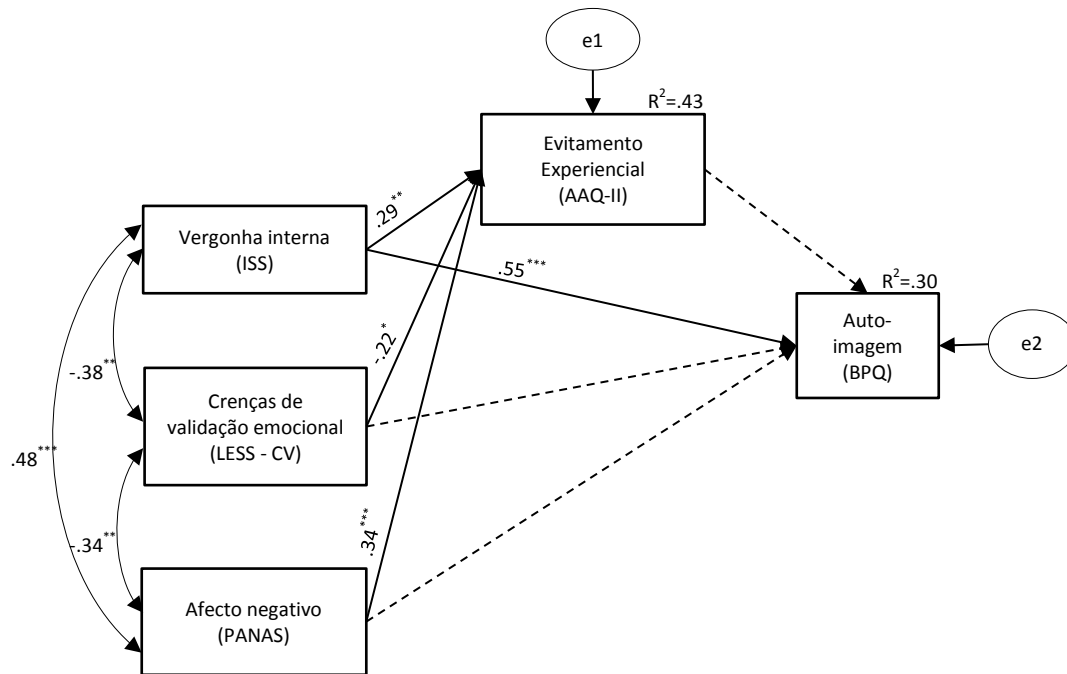 e1
R²=.43
Evitamento
Experiencial
(AAQ-II)
.29**
Vergonha interna
(ISS)
.55***
R²=.30
Auto-
imagem
(BPQ)
e2
-.22*
-.38**
Crenças de
validação emocional
(LESS - CV)
.48***
.34***
-.34**
Afecto negativo
(PANAS)